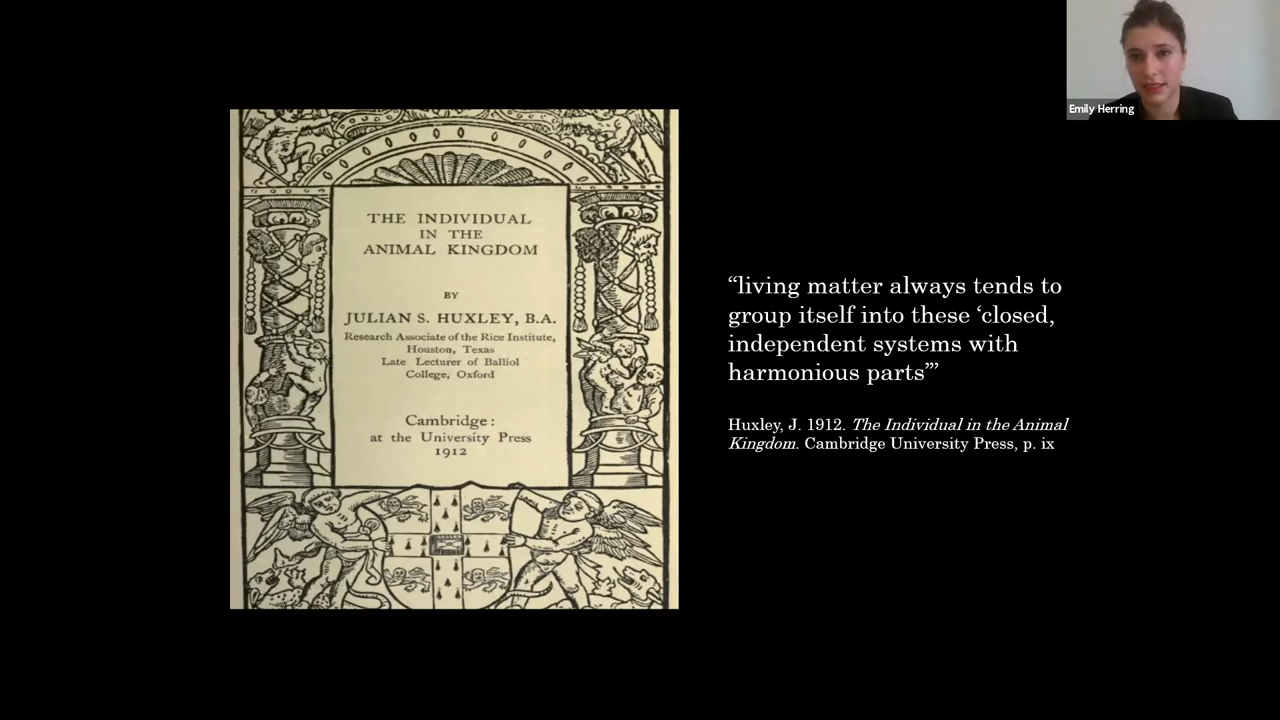 THE INDIVIDUAL
IN THE
ANIMAL KINGDOM
BY
JULIAN S. HUXLEY, B.A.
Research Associate of the Rice Institute,
Houston, Texas
Late Lecturer of Balliol
College, Oxford
Cambridge:
at the University Press
1912
“living matter always tends to
group itself into these ‘closed,
independent systems with
harmonious parts’”
Huxley, J. 1912. The Individual in the Animal
Kingdom. Cambridge University Press, p. ix
Emily Herring